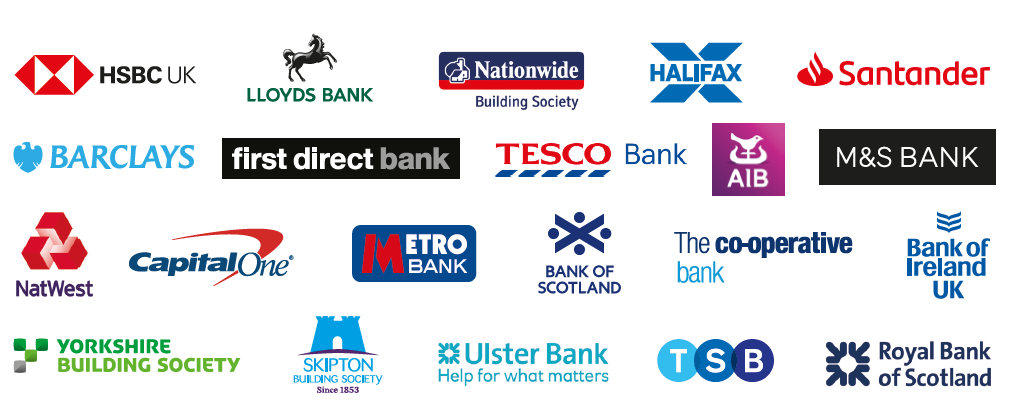 HSBC UK
LLOYDS BANK
Nationwide
Building Society
HALIFAX
Santander
BARCLAYS
first direct bank
TESCO Bank
AIB
M&S BANK
NatWest
Capital One®
METRO
BANK
BANK OF
SCOTLAND
The co-operative
bank
Bank of
Ireland
UK
YORKSHIRE
BUILDING SOCIETY
SKIPTON
BUILDING SOCIETY
Since 1853
Ulster Bank
Help for what matters
TSB
Royal Bank
of Scotland